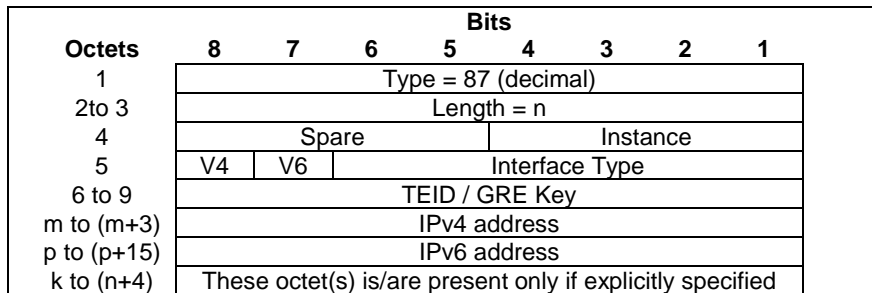 Bits
Octets 8 7 6 5 4 3 2 1
1 Type = 87 (decimal)
2to 3 Length = n
4 Spare Instance
5 V4 V6 Interface Type
6 to 9 TEID / GRE Key
m to (m+3) IPv4 address
p to (p+15) IPv6 address
k to (n+4) These octet(s) is/are present only if explicitly specified